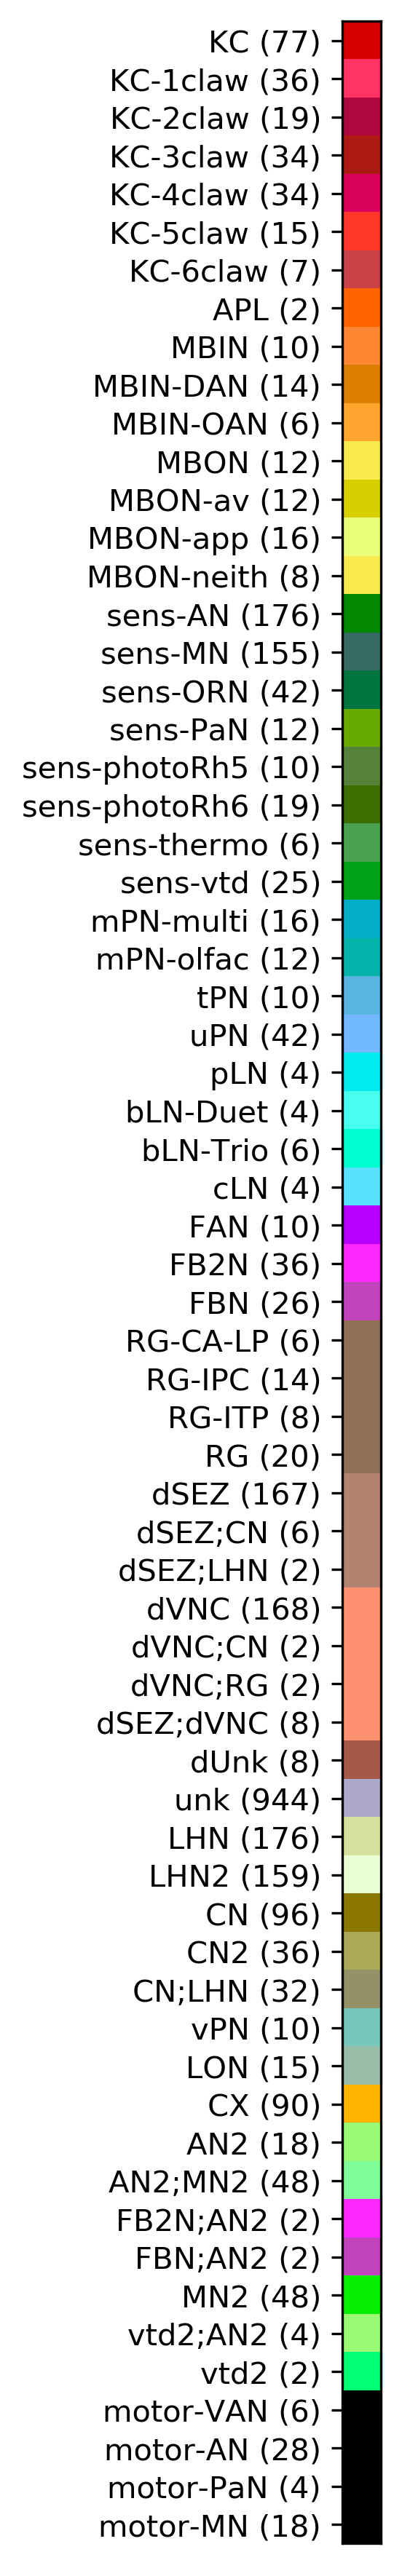 KC (77)
KC-1claw (36)
KC-2claw (19)
KC-3claw (34)
KC-4claw (34)
KC-5claw (15)
KC-6claw (7)
APL (2)
MBIN (10)
MBIN-DAN (14)
MBIN-OAN (6)
MBON (12)
MBON-av (12)
MBON-app (16)
MBON-neith (8)
sens-AN (176)
sens-MN (155)
sens-ORN (42)
sens-PaN (12)
sens-photoRh5 (10)
sens-photoRh6 (19)
sens-thermo (6)
sens-vtd (25)
mPN-multi (16)
mPN-olfac (12)
tPN (10)
uPN (42)
pLN (4)
bLN-Duet (4)
bLN-Trio (6)
cLN (4)
FAN (10)
FB2N (36)
FBN (26)
RG-CA-LP (6)
RG-IPC (14)
RG-ITP (8)
RG (20)
dSEZ (167)
dSEZ;CN (6)
dSEZ;LHN (2)
dVNC (168)
dVNC;CN (2)
dVNC;RG (2)
dSEZ;dVNC (8)
dUnk (8)
unk (944)
LHN (176)
LHN2 (159)
CN (96)
CN2 (36)
CN;LHN (32)
vPN (10)
LON (15)
CX (90)
AN2 (18)
AN2;MN2 (48)
FB2N;AN2 (2)
FBN;AN2 (2)
MN2 (48)
vtd2;AN2 (4)
vtd2 (2)
motor-VAN (6)
motor-AN (28)
motor-PaN (4)
motor-MN (18)